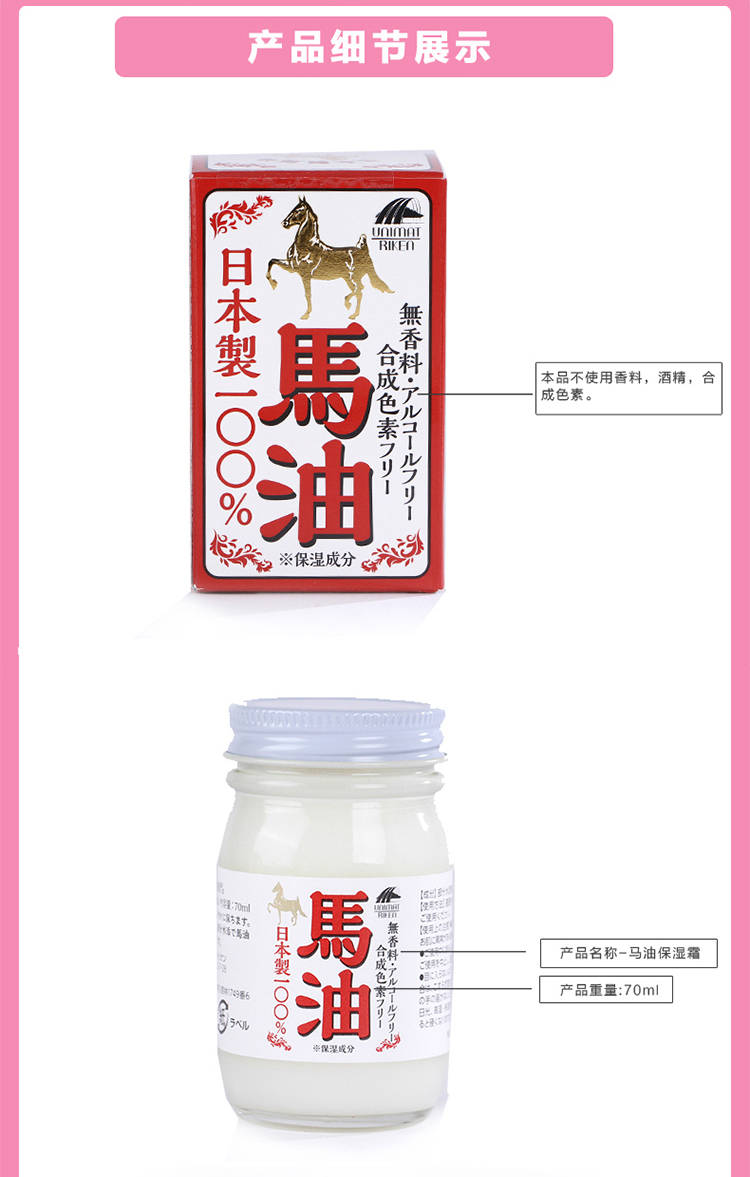 产品细节展示
UNIMAT
RIKEN
日本製一〇〇%
馬油
無香料・アルコールフリー
合成色素フリー
※保湿成分
本品不使用香料，酒精，合
成色素。
UNIMAT
RIKEN
馬油
日本製一〇〇%
無香料・アルコールフリー
合成色素フリー
※保湿成分
:70ml
ラベル
产品名称-马油保湿霜
产品重量:70ml